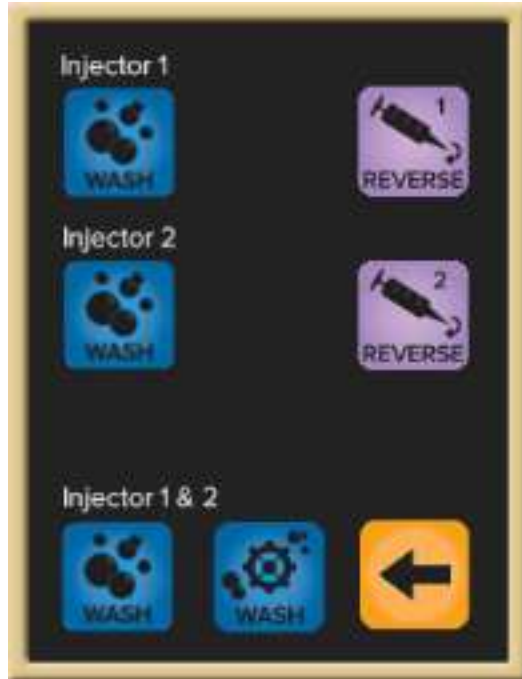 Injector 1
1
WASH
REVERSE
Injector 2
2
WASH
REVERSE
Injector 1 & 2
WASH
WASH